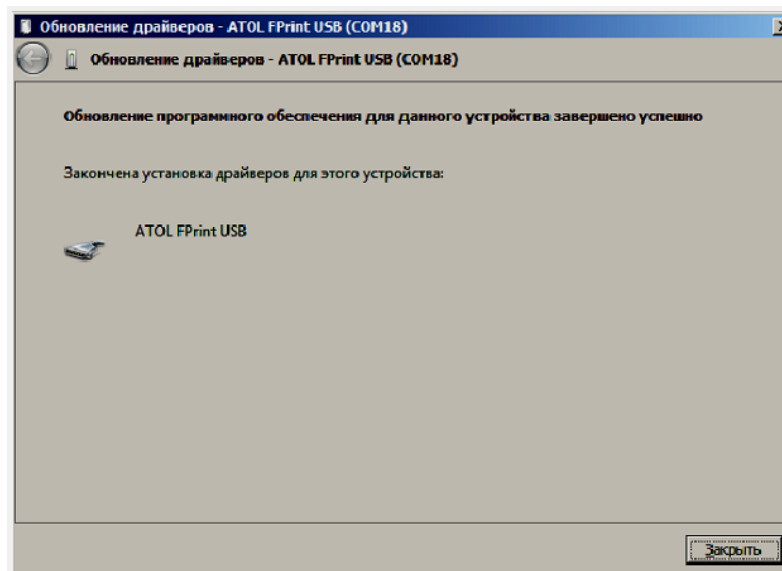 Обновление драйверов - ATOL FPrint USB (COM18)
Обновление драйверов - ATOL FPrint USB (COM18)
Обновление программного обеспечения для данного устройства завершено успешно
Закончена установка драйверов для этого устройства:
ATOL FPrint USB
Закрыть